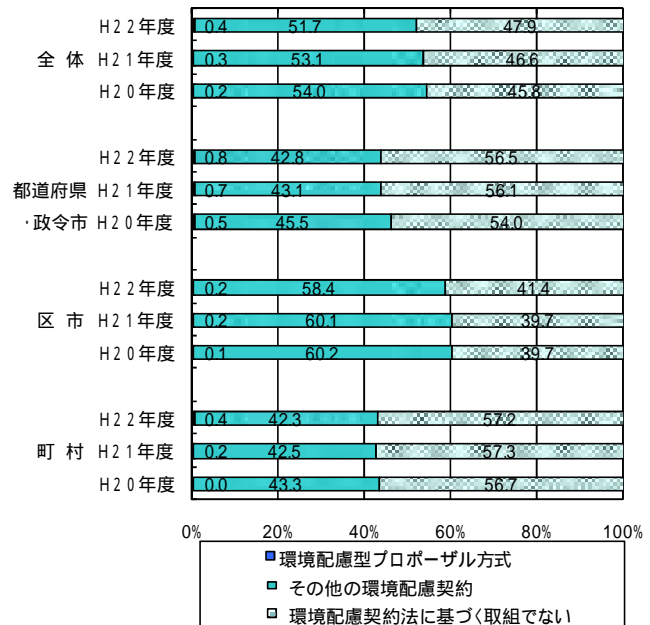 H22年度 0.4 51.7 47.9
全 体 H21年度 0.3 53.1 46.6
H20年度 0.2 54.0 45.8
H22年度 0.8 42.8 56.5
都道府県 H21年度 0.7 43.1 56.1
・政令市 H20年度 0.5 45.5 54.0
H22年度 0.2 58.4 41.4
区 市 H21年度 0.2 60.1 39.7
H20年度 0.1 60.2 39.7
H22年度 0.4 42.3 57.2
町 村 H21年度 0.2 42.5 57.3
H20年度 0.0 43.3 56.7
0% 20% 40% 60% 80% 100%
環境配慮型プロポーザル方式
その他の環境配慮契約
環境配慮契約法に基づく取組でない